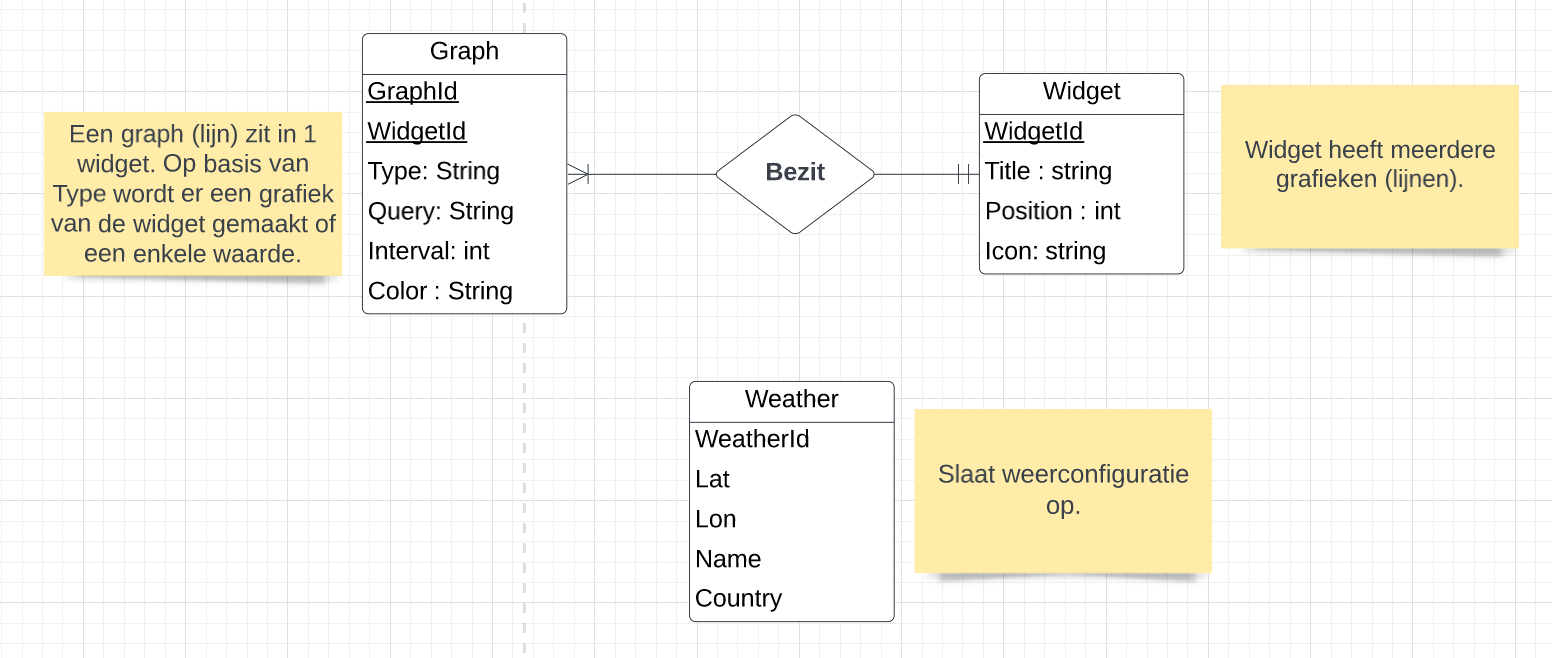 Een graph (lijn) zit in 1
widget. Op basis van
Type wordt er een grafiek
van de widget gemaakt of
een enkele waarde.
Graph
GraphId
WidgetId
Type: String
Query: String
Interval: int
Color : String
Bezit
Widget
WidgetId
Title : string
Position : int
Icon: string
Widget heeft meerdere
grafieken (lijnen).
Weather
WeatherId
Lat
Lon
Name
Country
Slaat weerconfiguratie
op.